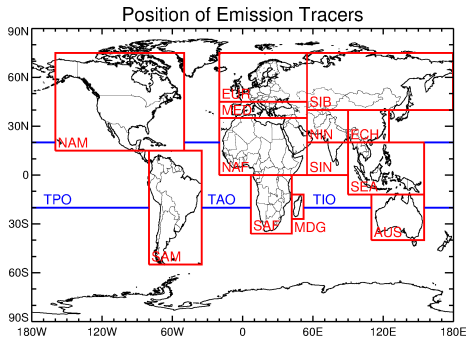 Position of Emission Tracers
90N
60N
30N
0
30S
60S
90S
EUR
MED
SIB
NAM
NIN
ECH
NAF
SIN
SEA
TPO
TAO
TIO
SAF
MDG
AUS
SAM
180W
120W
60W
0
60E
120E
180E